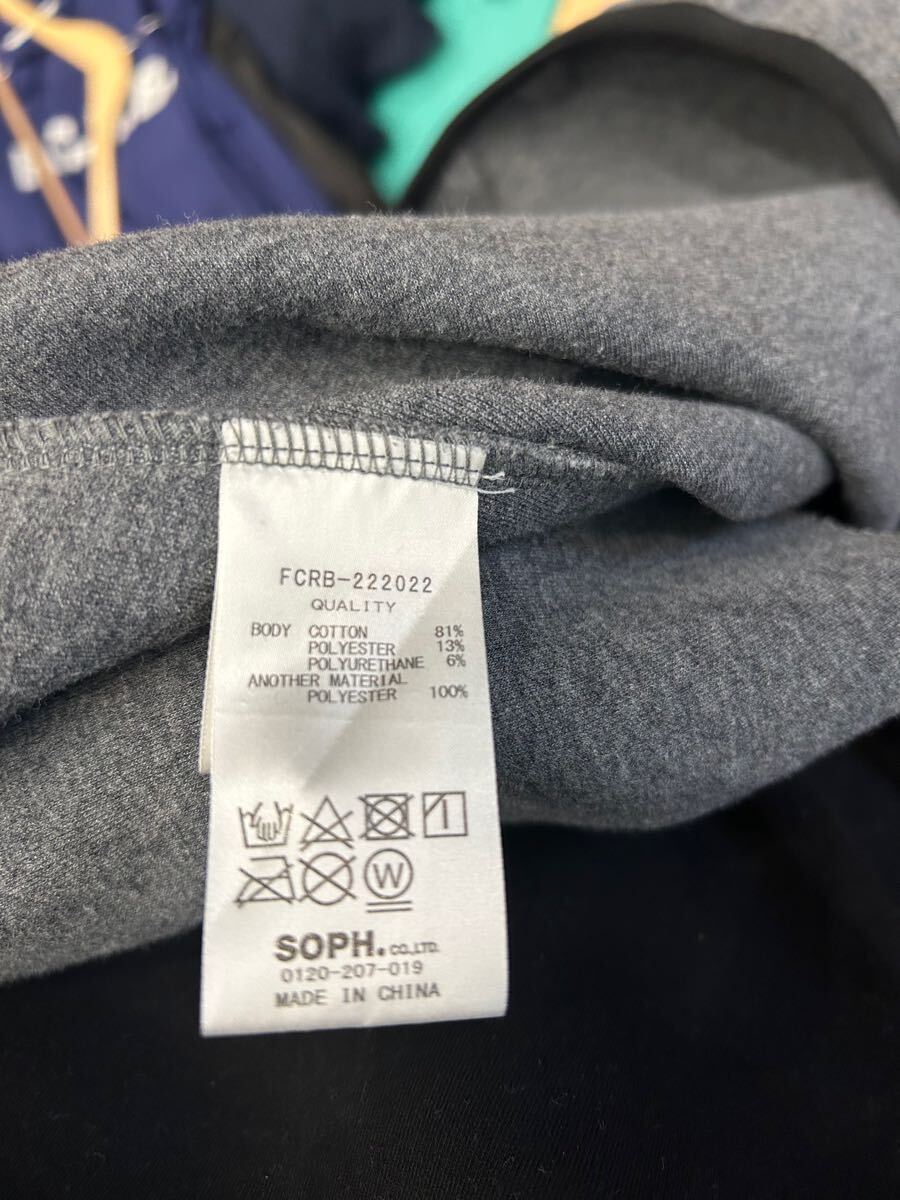 FCRB-222022
QUALITY
BODY COTTON 81%
POLYESTER 13%
POLYURETHANE 6%
ANOTHER MATERIAL
POLYESTER 100%
W
SOPH. CO.,LTD.
0120-207-019
MADE IN CHINA